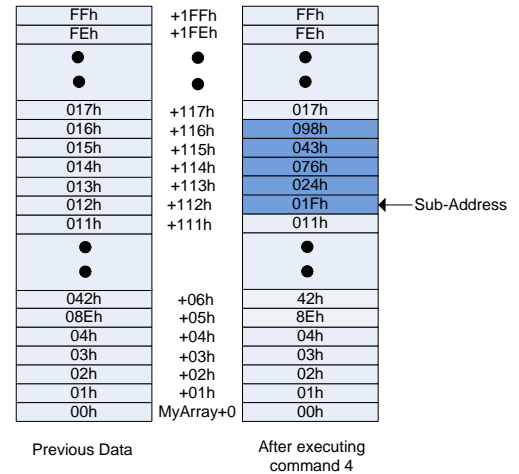 FFh +1FFh FFh
FEh +1FEh FEh
017h +117h 017h
016h +116h 098h
015h +115h 043h
014h +114h 076h
013h +113h 024h
012h +112h 01Fh Sub-Address
011h +111h 011h
042h +06h 42h
08Eh +05h 8Eh
04h +04h 04h
03h +03h 03h
02h +02h 02h
01h +01h 01h
00h MyArray+0 00h
Previous Data After executing
command 4